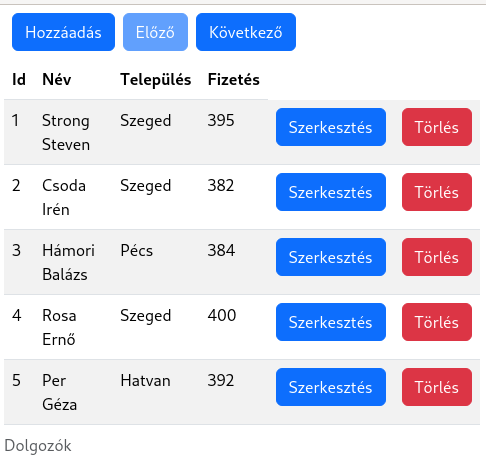 Hozzáadás Előző Következő
Id Név Település Fizetés
1 Strong Steven Szeged 395 Szerkesztés Törlés
2 Csoda Irén Szeged 382 Szerkesztés Törlés
3 Hámori Balázs Pécs 384 Szerkesztés Törlés
4 Rosa Ernő Szeged 400 Szerkesztés Törlés
5 Per Géza Hatvan 392 Szerkesztés Törlés
Dolgozók